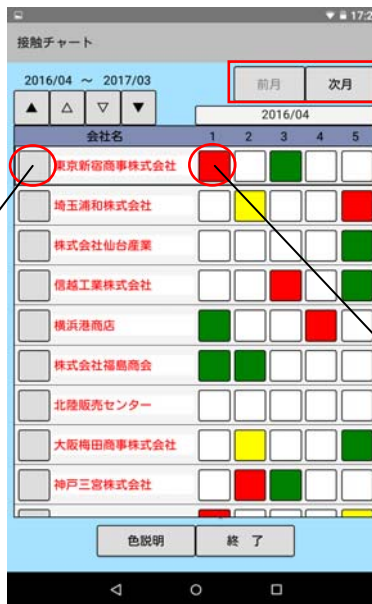 17:2
接触チャート
2016/04 ～ 2017/03
前月 次月
▲ △ ▽ ▼
2016/04
会社名 1 2 3 4 5
東京新宿商事株式会社
埼玉浦和株式会社
株式会社仙台産業
信越工業株式会社
横浜港商店
株式会社福島商会
北陸販売センター
大阪梅田商事株式会社
神戸三宮株式会社
色説明 終 了